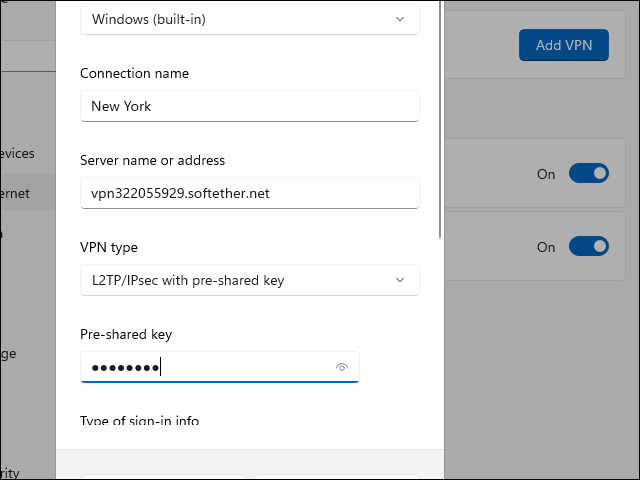 Windows (built-in)
Add VPN
Connection name
New York
evices
Server name or address
On
ernet
vpn322055929.softether.net
VPN type
On
L2TP/IPsec with pre-shared key
Pre-shared key
ge
●●●●●●●●
Type of sign-in info
rity